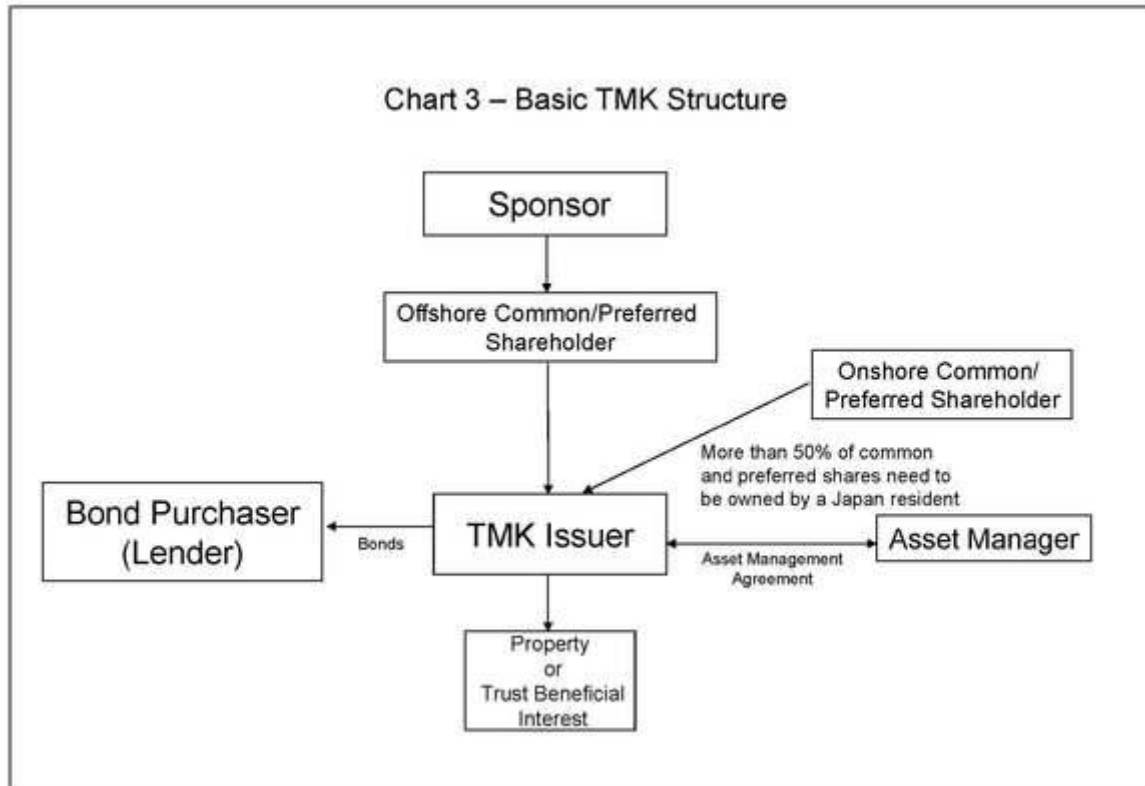 Chart 3 – Basic TMK Structure
Sponsor
Offshore Common/Preferred
Shareholder
Onshore Common/
Preferred Shareholder
More than 50% of common
and preferred shares need to
be owned by a Japan resident
Bond Purchaser
(Lender)
Bonds
TMK Issuer
Asset Management
Agreement
Asset Manager
Property
or
Trust Beneficial
Interest